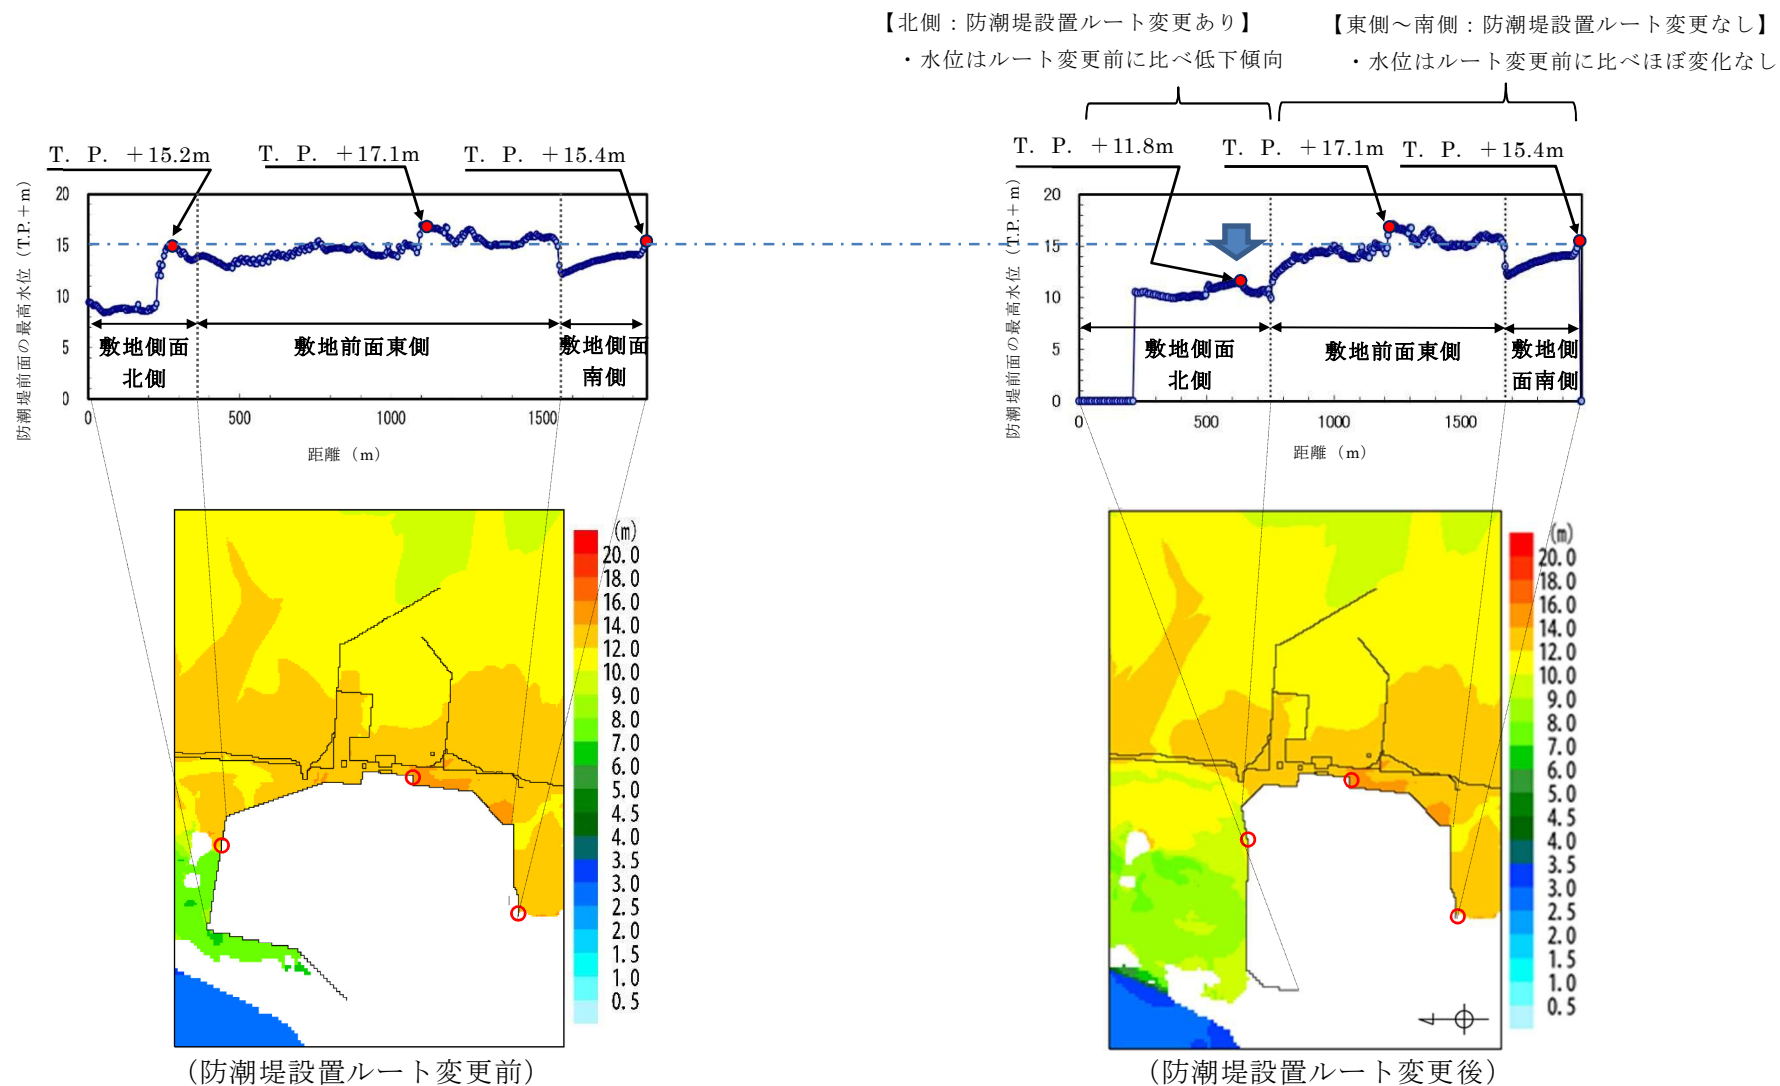 【北側：防潮堤設置ルート変更あり】
・水位はルート変更前に比べ低下傾向
【東側～南側：防潮堤設置ルート変更なし】
・水位はルート変更前に比べほぼ変化なし
T. P. +15.2m
T. P. +17.1m
T. P. +15.4m
防潮堤前面の最高水位（T.P.+m）
20
15
10
5
0
敷地側面
北側
敷地前面東側
敷地側面
南側
0
500
1000
1500
距離（m）
T. P. +11.8m
T. P. +17.1m
T. P. +15.4m
防潮堤前面の最高水位（T.P.+m）
20
15
10
5
0
敷地側面
北側
敷地前面東側
敷地側
面南側
0
500
1000
1500
距離（m）
(m)
20.0
18.0
16.0
14.0
12.0
10.0
9.0
8.0
7.0
6.0
5.0
4.5
4.0
3.5
3.0
2.5
2.0
1.5
1.0
0.5
（防潮堤設置ルート変更前）
(m)
20.0
18.0
16.0
14.0
12.0
10.0
9.0
8.0
7.0
6.0
5.0
4.5
4.0
3.5
3.0
2.5
2.0
1.5
1.0
0.5
（防潮堤設置ルート変更後）